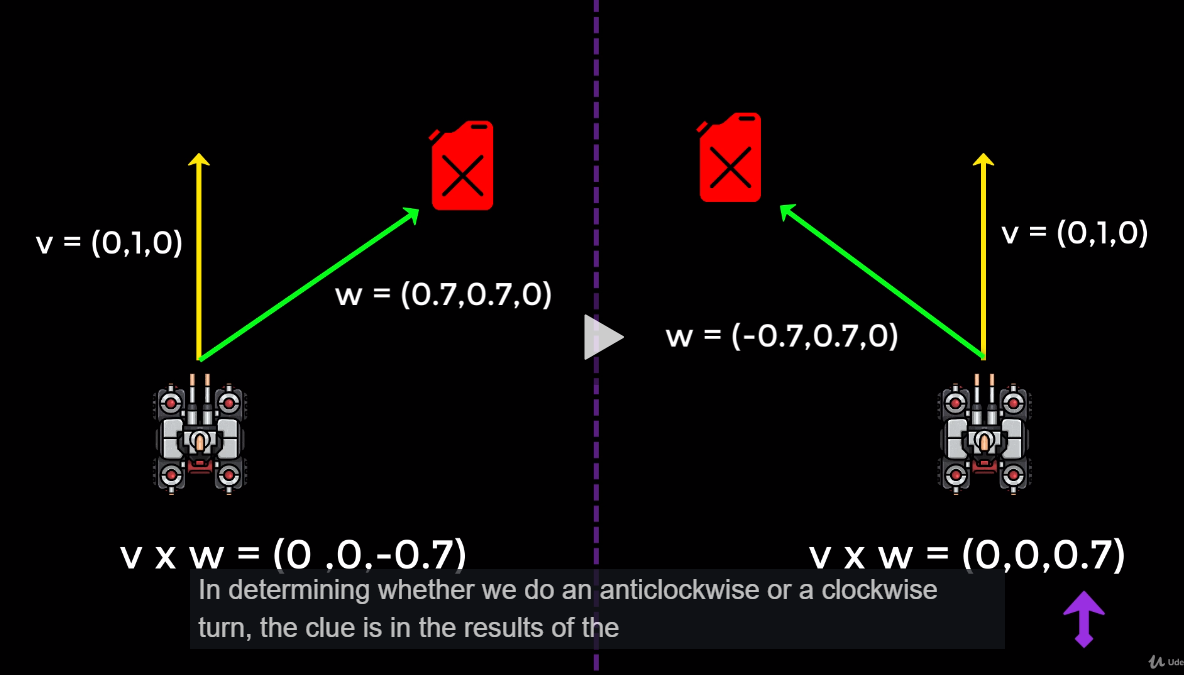 v = (0,1,0)
w = (0.7,0.7,0)
v x w = (0 ,0,-0.7)
v = (0,1,0)
w = (-0.7,0.7,0)
v x w = (0,0,0.7)
In determining whether we do an anticlockwise or a clockwise
turn, the clue is in the results of the
Ude